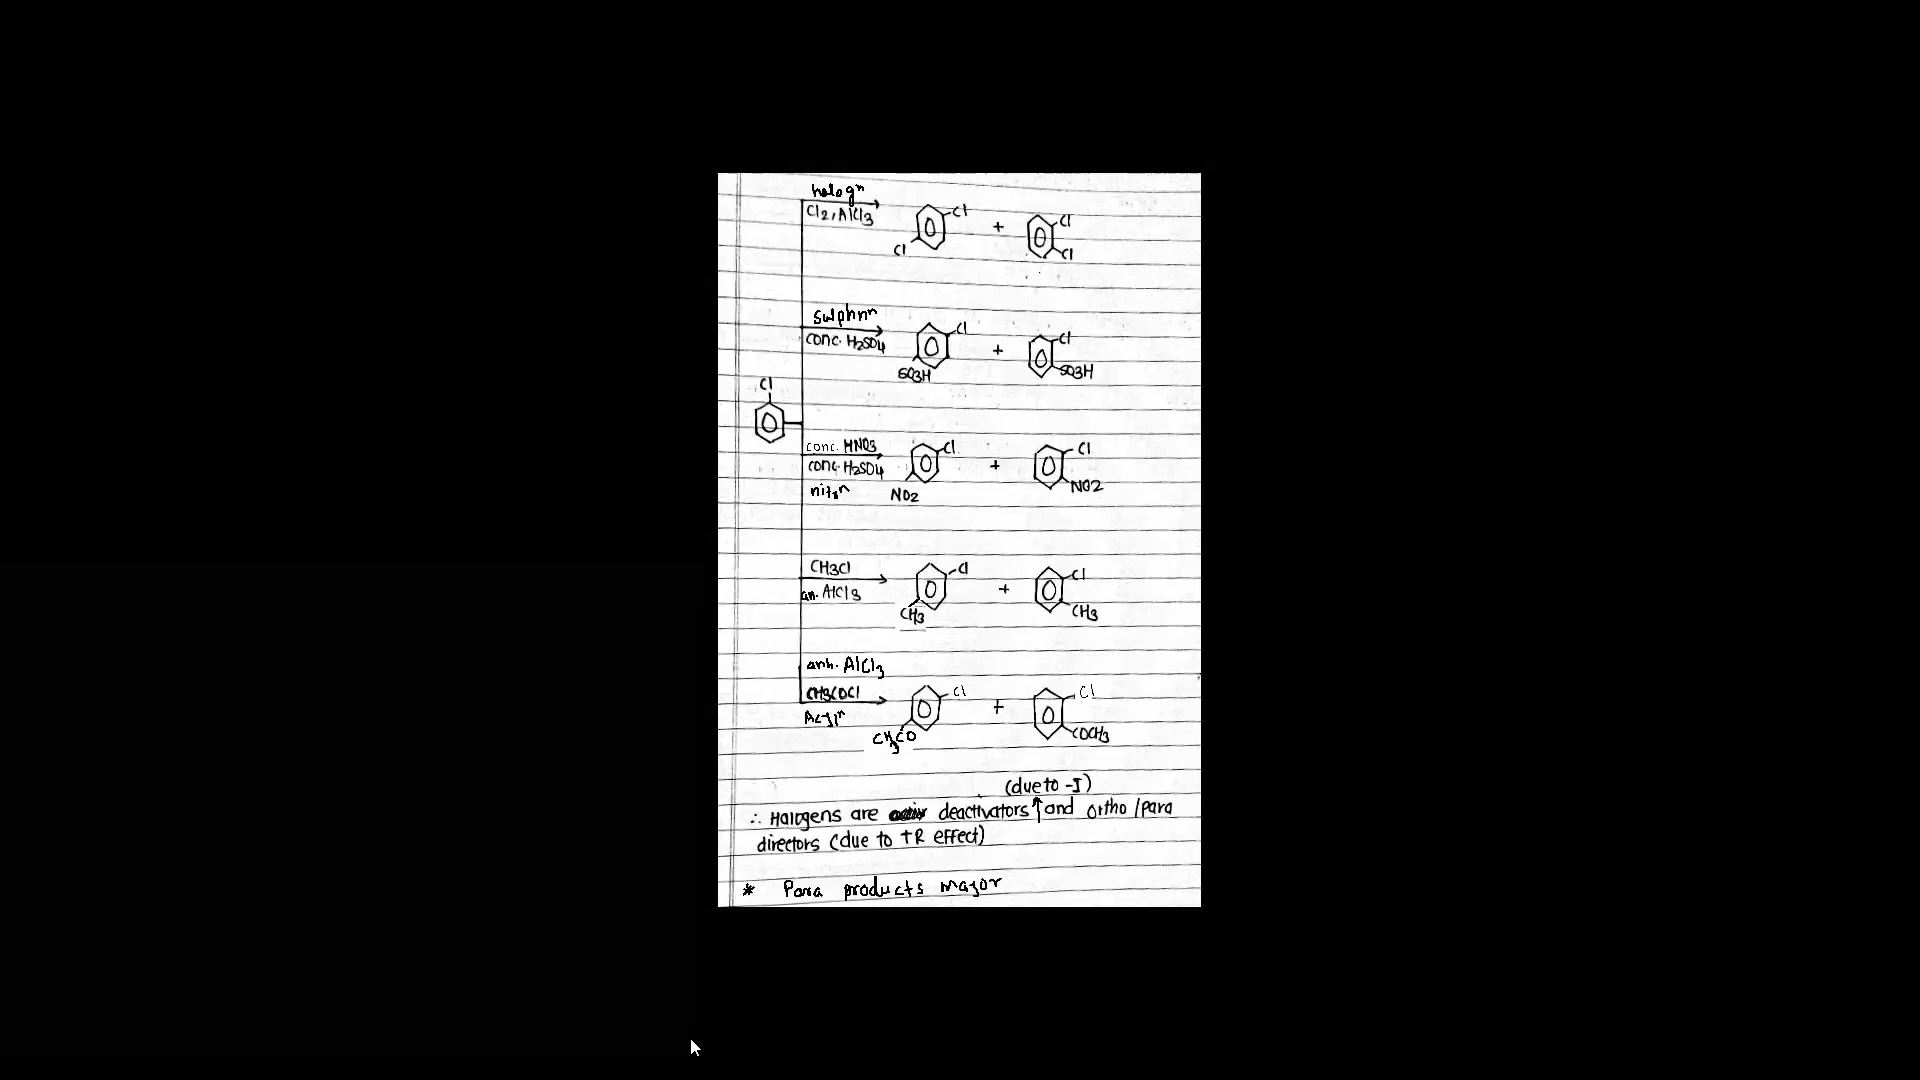 halogn
Cl2, AlCl3
Cl
Cl
+
Cl
Cl
Sulphnn
conc. H2SO4
Cl
SO3H
+
Cl
SO3H
Cl
conc. HNO3
conc. H2SO4
nitrn
Cl
NO2
+
Cl
NO2
CH3Cl
an. AlCl3
Cl
CH3
+
Cl
CH3
anh. AlCl3
CH3COCl
Acyln
Cl
CH3CO
+
Cl
COCH3
(due to -I)
∴ Halogens are deactivators↑ and ortho/para
directors (due to +R effect)
* Para products major